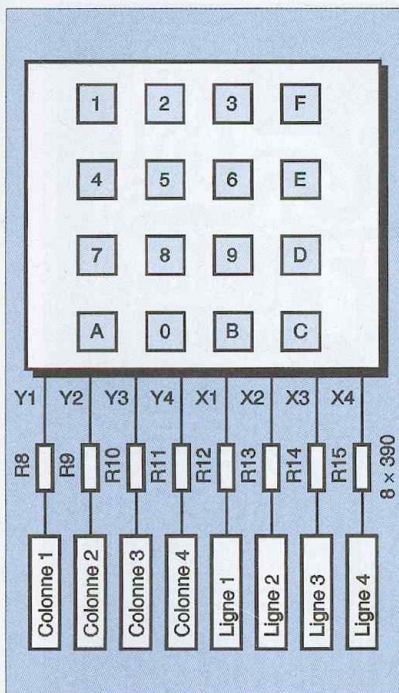 1 2 3 F
4 5 6 E
7 8 9 D
A 0 B C
Y1 Y2 Y3 Y4 X1 X2 X3 X4
R8 R9 R10 R11 R12 R13 R14 R15 8 × 390
Colonne 1
Colonne 2
Colonne 3
Colonne 4
Ligne 1
Ligne 2
Ligne 3
Ligne 4